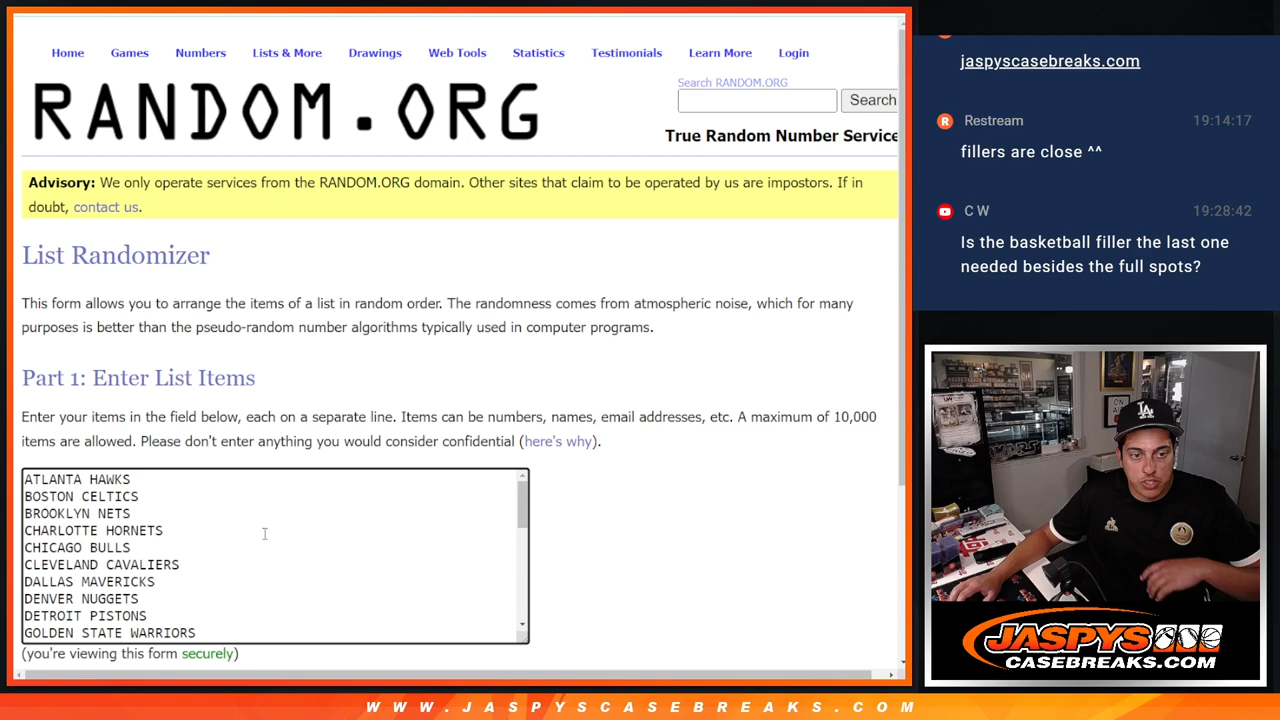 Home Games Numbers Lists & More Drawings Web Tools Statistics Testimonials Learn More Login
RANDOM.ORG
Search RANDOM.ORG
Search
True Random Number Service
Advisory: We only operate services from the RANDOM.ORG domain. Other sites that claim to be operated by us are impostors. If in
doubt, contact us.
List Randomizer
This form allows you to arrange the items of a list in random order. The randomness comes from atmospheric noise, which for many
purposes is better than the pseudo-random number algorithms typically used in computer programs.
Part 1: Enter List Items
Enter your items in the field below, each on a separate line. Items can be numbers, names, email addresses, etc. A maximum of 10,000
items are allowed. Please don't enter anything you would consider confidential (here's why).
ATLANTA HAWKS
BOSTON CELTICS
BROOKLYN NETS
CHARLOTTE HORNETS
CHICAGO BULLS
CLEVELAND CAVALIERS
DALLAS MAVERICKS
DENVER NUGGETS
DETROIT PISTONS
GOLDEN STATE WARRIORS
(you're viewing this form securely)
jaspyscasebreaks.com
Restream 19:14:17
fillers are close ^^
C W 19:28:42
Is the basketball filler the last one
needed besides the full spots?
JASPYS
CASEBREAKS.COM
WWW.JASPYSCASEBREAKS.COM